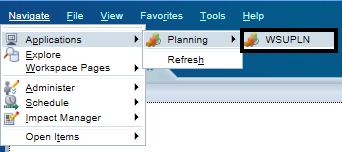 Navigate File View Favorites Tools Help
Applications Planning WSUPLN
Explore Refresh
Workspace Pages
Administer
Schedule
Impact Manager
Open Items